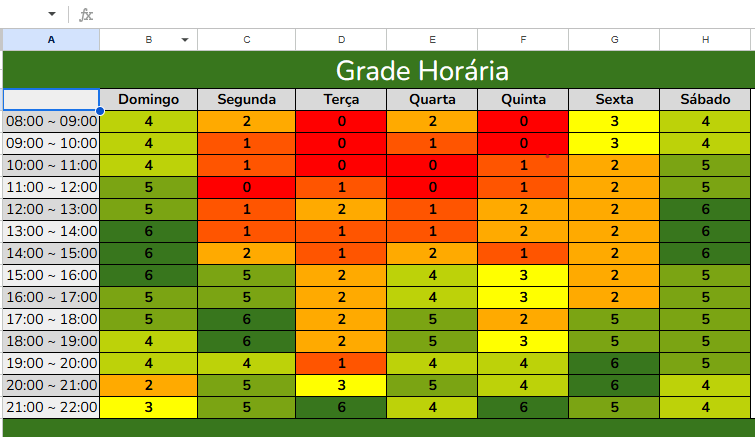 fx
A B C D E F G H
Grade Horária
Domingo Segunda Terça Quarta Quinta Sexta Sábado
08:00 ~ 09:00 4 2 0 2 0 3 4
09:00 ~ 10:00 4 1 0 1 0 3 4
10:00 ~ 11:00 4 1 0 0 1 2 5
11:00 ~ 12:00 5 0 1 0 1 2 5
12:00 ~ 13:00 5 1 2 1 2 2 6
13:00 ~ 14:00 6 1 1 1 2 2 6
14:00 ~ 15:00 6 2 1 2 1 2 6
15:00 ~ 16:00 6 5 2 4 3 2 5
16:00 ~ 17:00 5 5 2 4 3 2 5
17:00 ~ 18:00 5 6 2 5 2 5 5
18:00 ~ 19:00 4 6 2 5 3 5 5
19:00 ~ 20:00 4 4 1 4 4 6 5
20:00 ~ 21:00 2 5 3 5 4 6 4
21:00 ~ 22:00 3 5 6 4 6 5 4